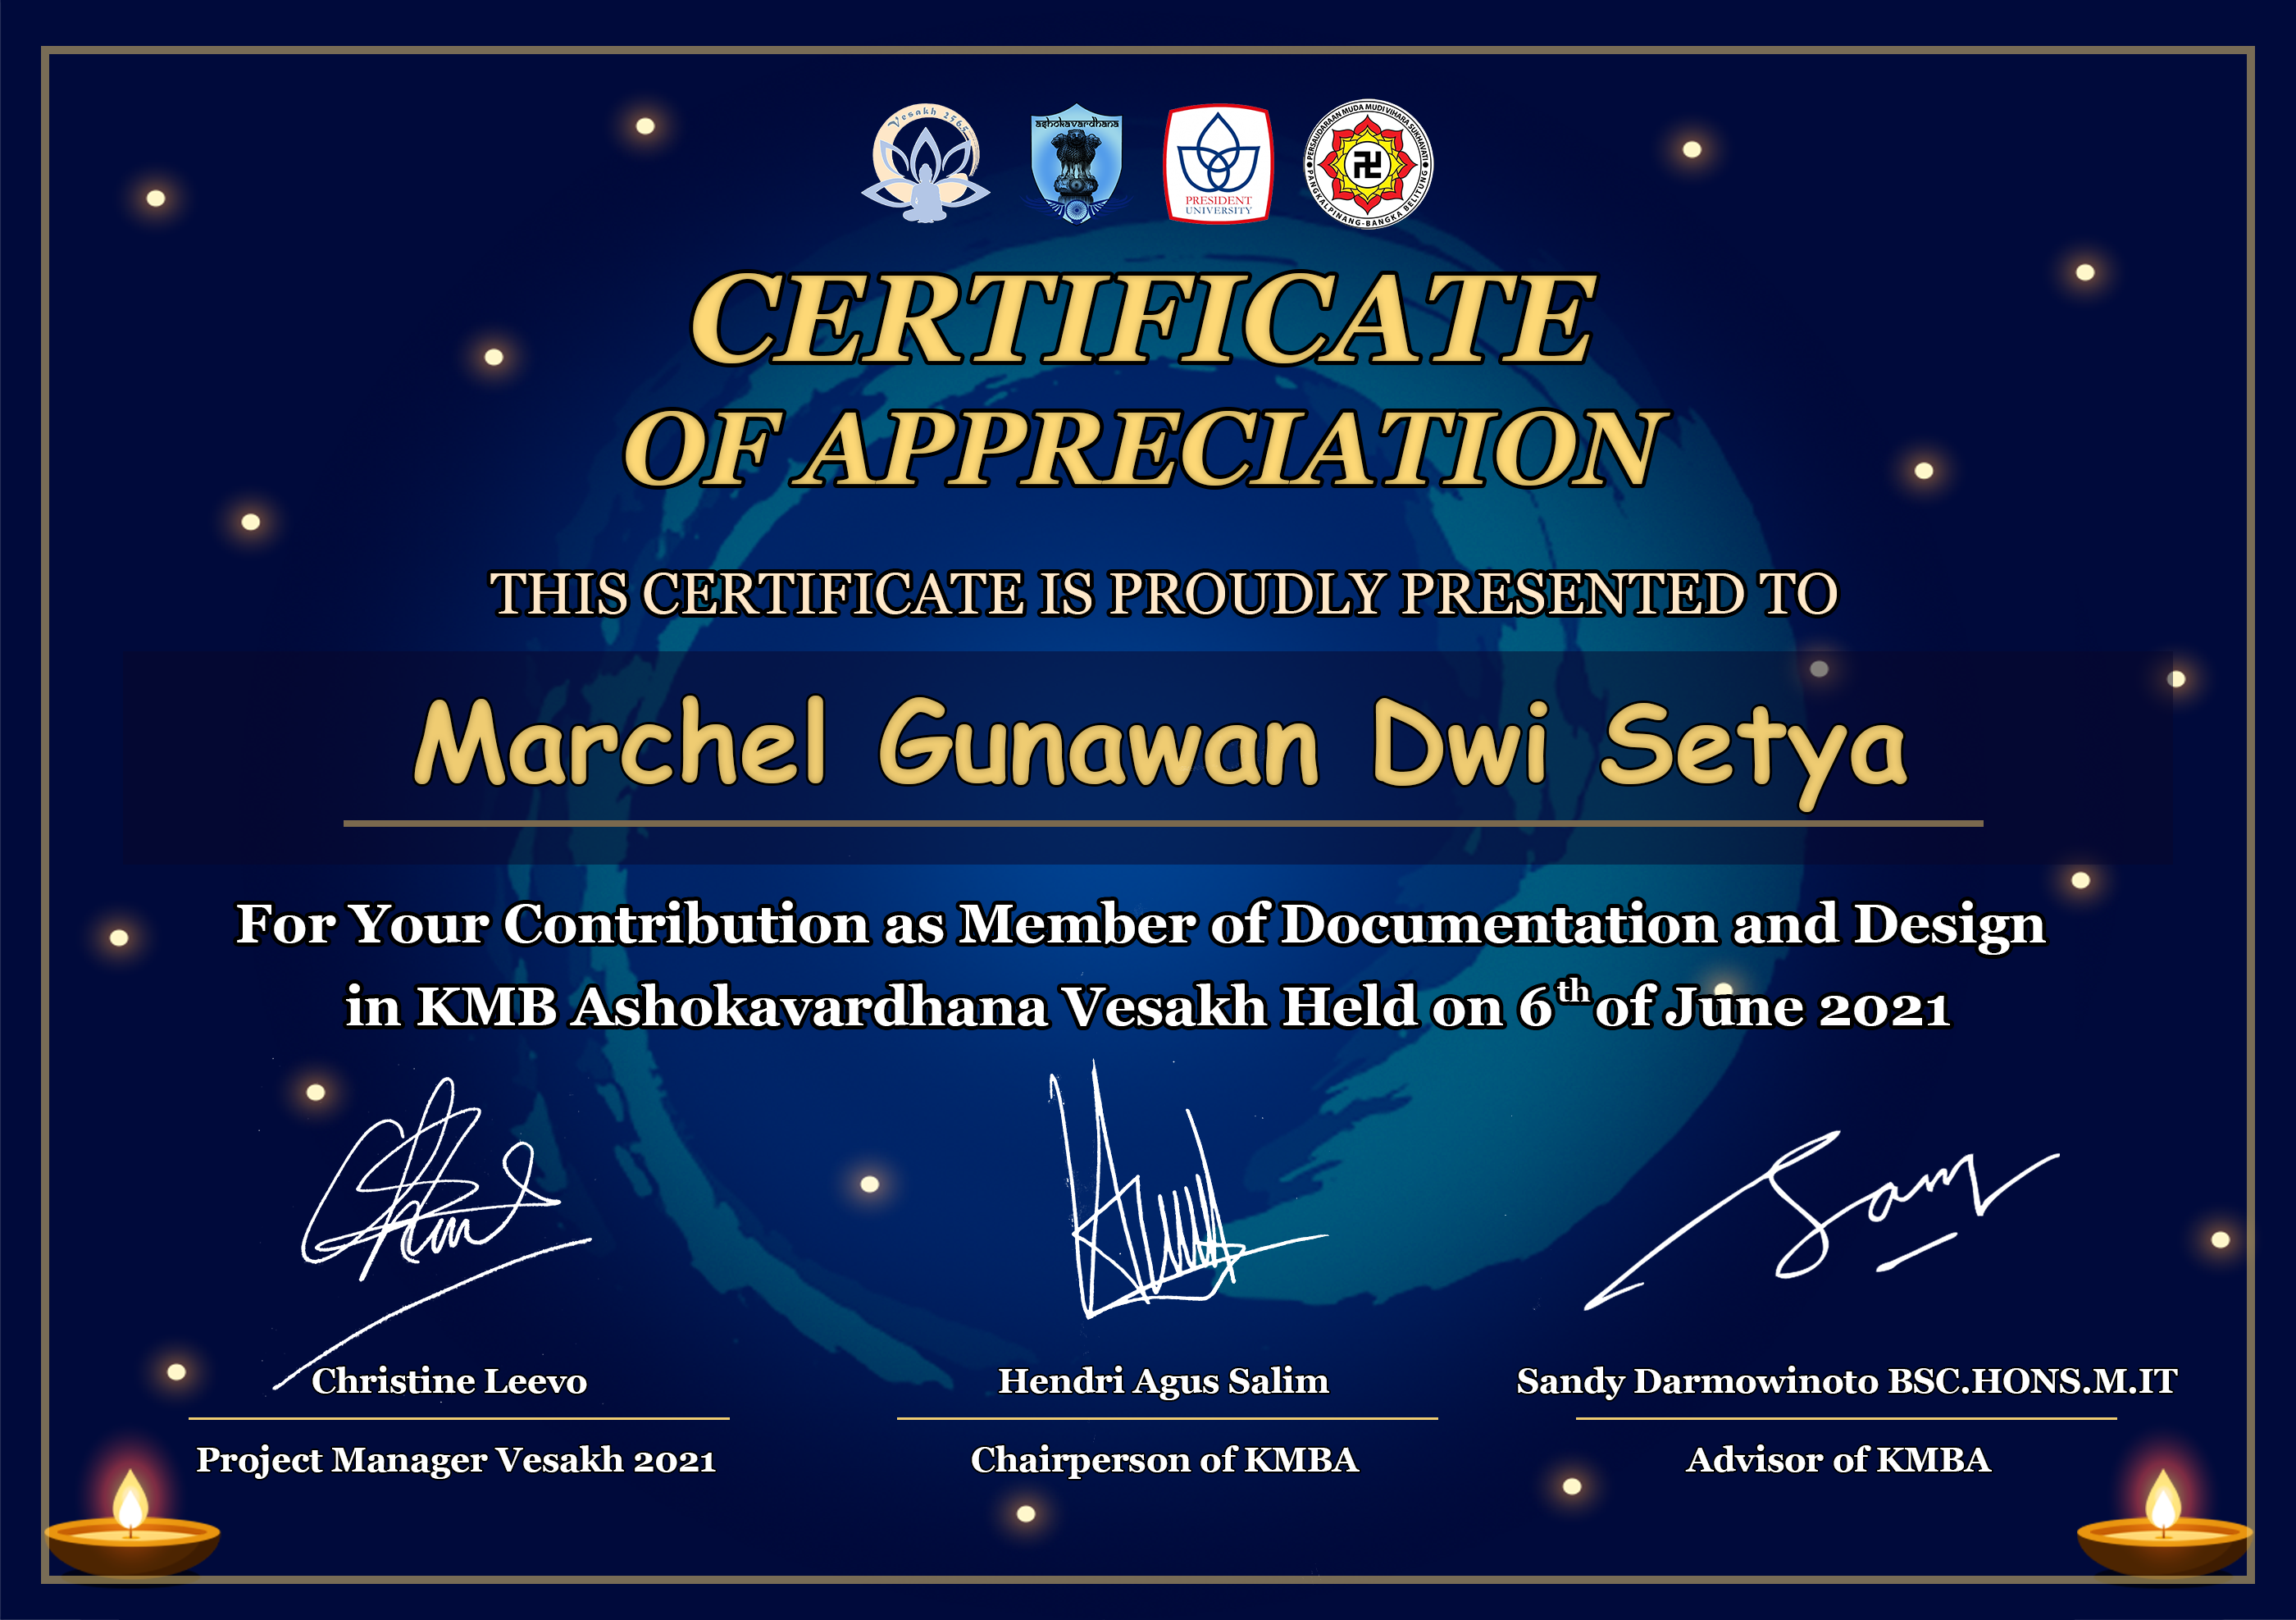 Vesakh 2565
ashokavardhana
PRESIDENT
UNIVERSITY
PERSAUDARAAN MUDA MUDI VIHARA SUKHAVATI
PANGKALPINANG-BANGKA BELITUNG
CERTIFICATE
OF APPRECIATION
THIS CERTIFICATE IS PROUDLY PRESENTED TO
Marchel Gunawan Dwi Setya
For Your Contribution as Member of Documentation and Design
in KMB Ashokavardhana Vesakh Held on 6th of June 2021
Sam
Christine Leevo
Hendri Agus Salim
Sandy Darmowinoto BSC.HONS.M.IT
Project Manager Vesakh 2021
Chairperson of KMBA
Advisor of KMBA